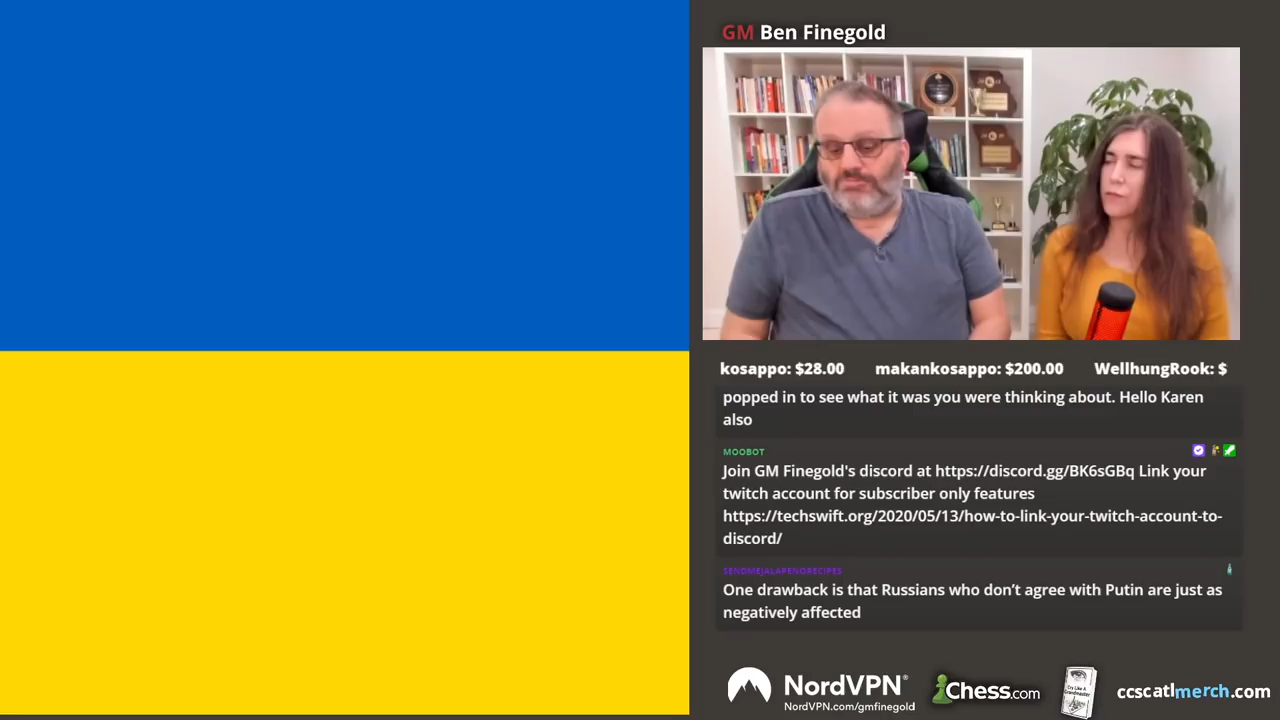 GM Ben Finegold
kosappo: $28.00 makankosappo: $200.00 WellhungRook: $
popped in to see what it was you were thinking about. Hello Karen
also
MOOBOT
Join GM Finegold's discord at https://discord.gg/BK6sGBq Link your
twitch account for subscriber only features
https://techswift.org/2020/05/13/how-to-link-your-twitch-account-to-
discord/
SENDMEJALAPENORECIPES
One drawback is that Russians who don’t agree with Putin are just as
negatively affected
NordVPN®
NordVPN.com/gmfinegold
Chess.com
Cry Like A
Grandmaster
ccscatlmerch.com